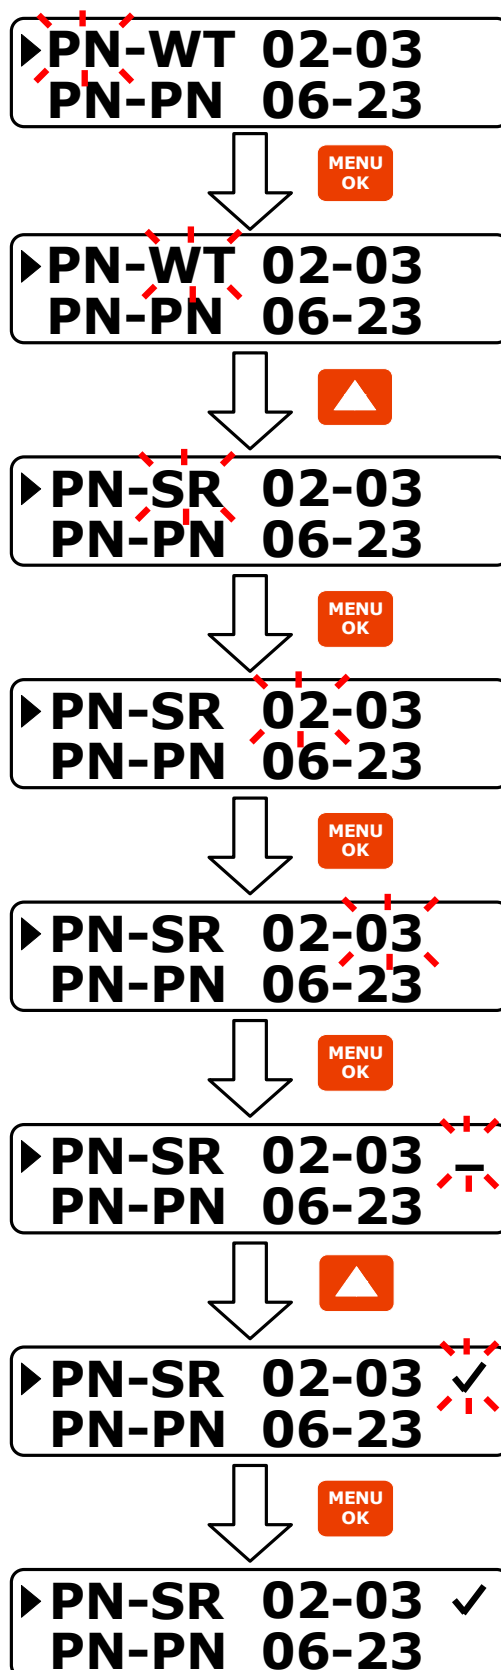 ▶PN-WT 02-03
PN-PN 06-23
MENU
OK
▶PN-WT 02-03
PN-PN 06-23
▶PN-SR 02-03
PN-PN 06-23
MENU
OK
▶PN-SR 02-03
PN-PN 06-23
MENU
OK
▶PN-SR 02-03
PN-PN 06-23
MENU
OK
▶PN-SR 02-03 –
PN-PN 06-23
▶PN-SR 02-03 ✓
PN-PN 06-23
MENU
OK
▶PN-SR 02-03 ✓
PN-PN 06-23